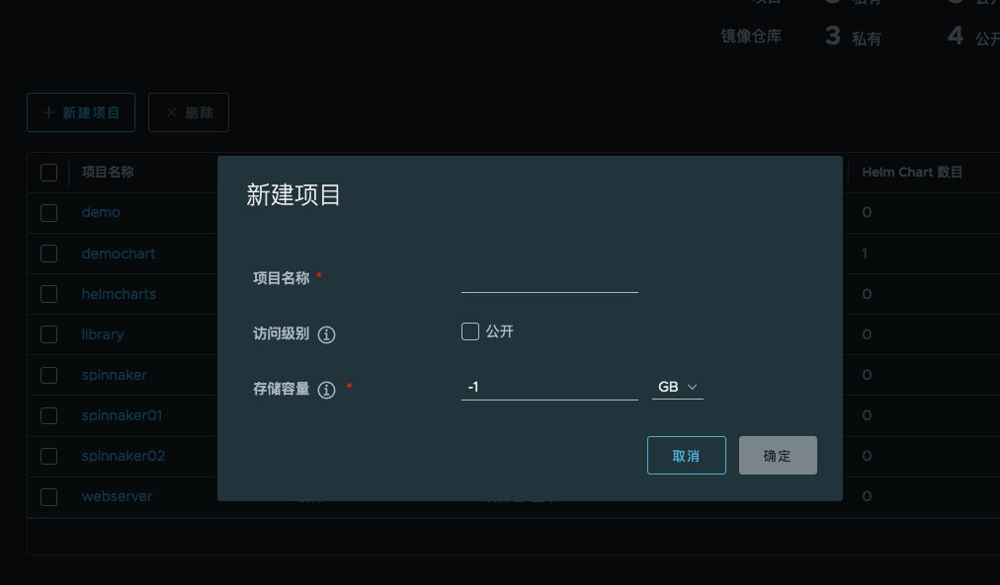 镜像仓库 3 私有 4 公开
+ 新建项目 × 删除
项目名称 Helm Chart 数目
demo 0
demochart 1
helmcharts 0
library 0
spinnaker 0
spinnaker01 0
spinnaker02 0
webserver 0
新建项目
项目名称 *
访问级别 公开
存储容量 * -1 GB
取消 确定